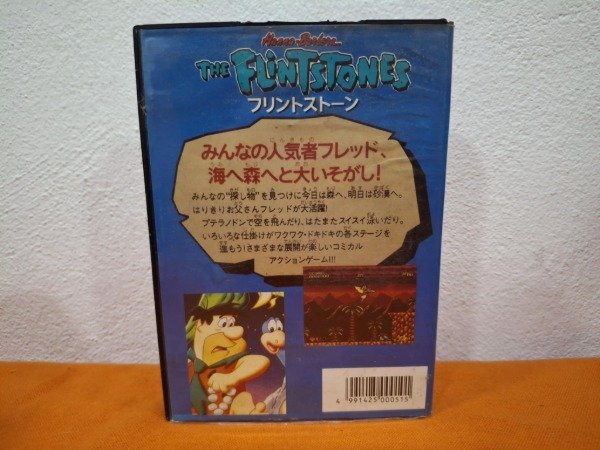 Hanna-Barbera
THE FLINTSTONES
フリントストーン
みんなの人気者フレッド、
海へ森へと大いそがし!
みんなの“探し物”を見つけに今日は森へ、明日は砂漠へ。
はりきりお父さんフレッドが大活躍!
プテラノドンで空を飛んだり、はたまたスイスイ泳いだり。
いろいろな仕掛けがワクワク・ドキドキの各ステージを
進もう!さまざまな展開が楽しいコミカル
アクションゲーム!!!
4 991425 000515